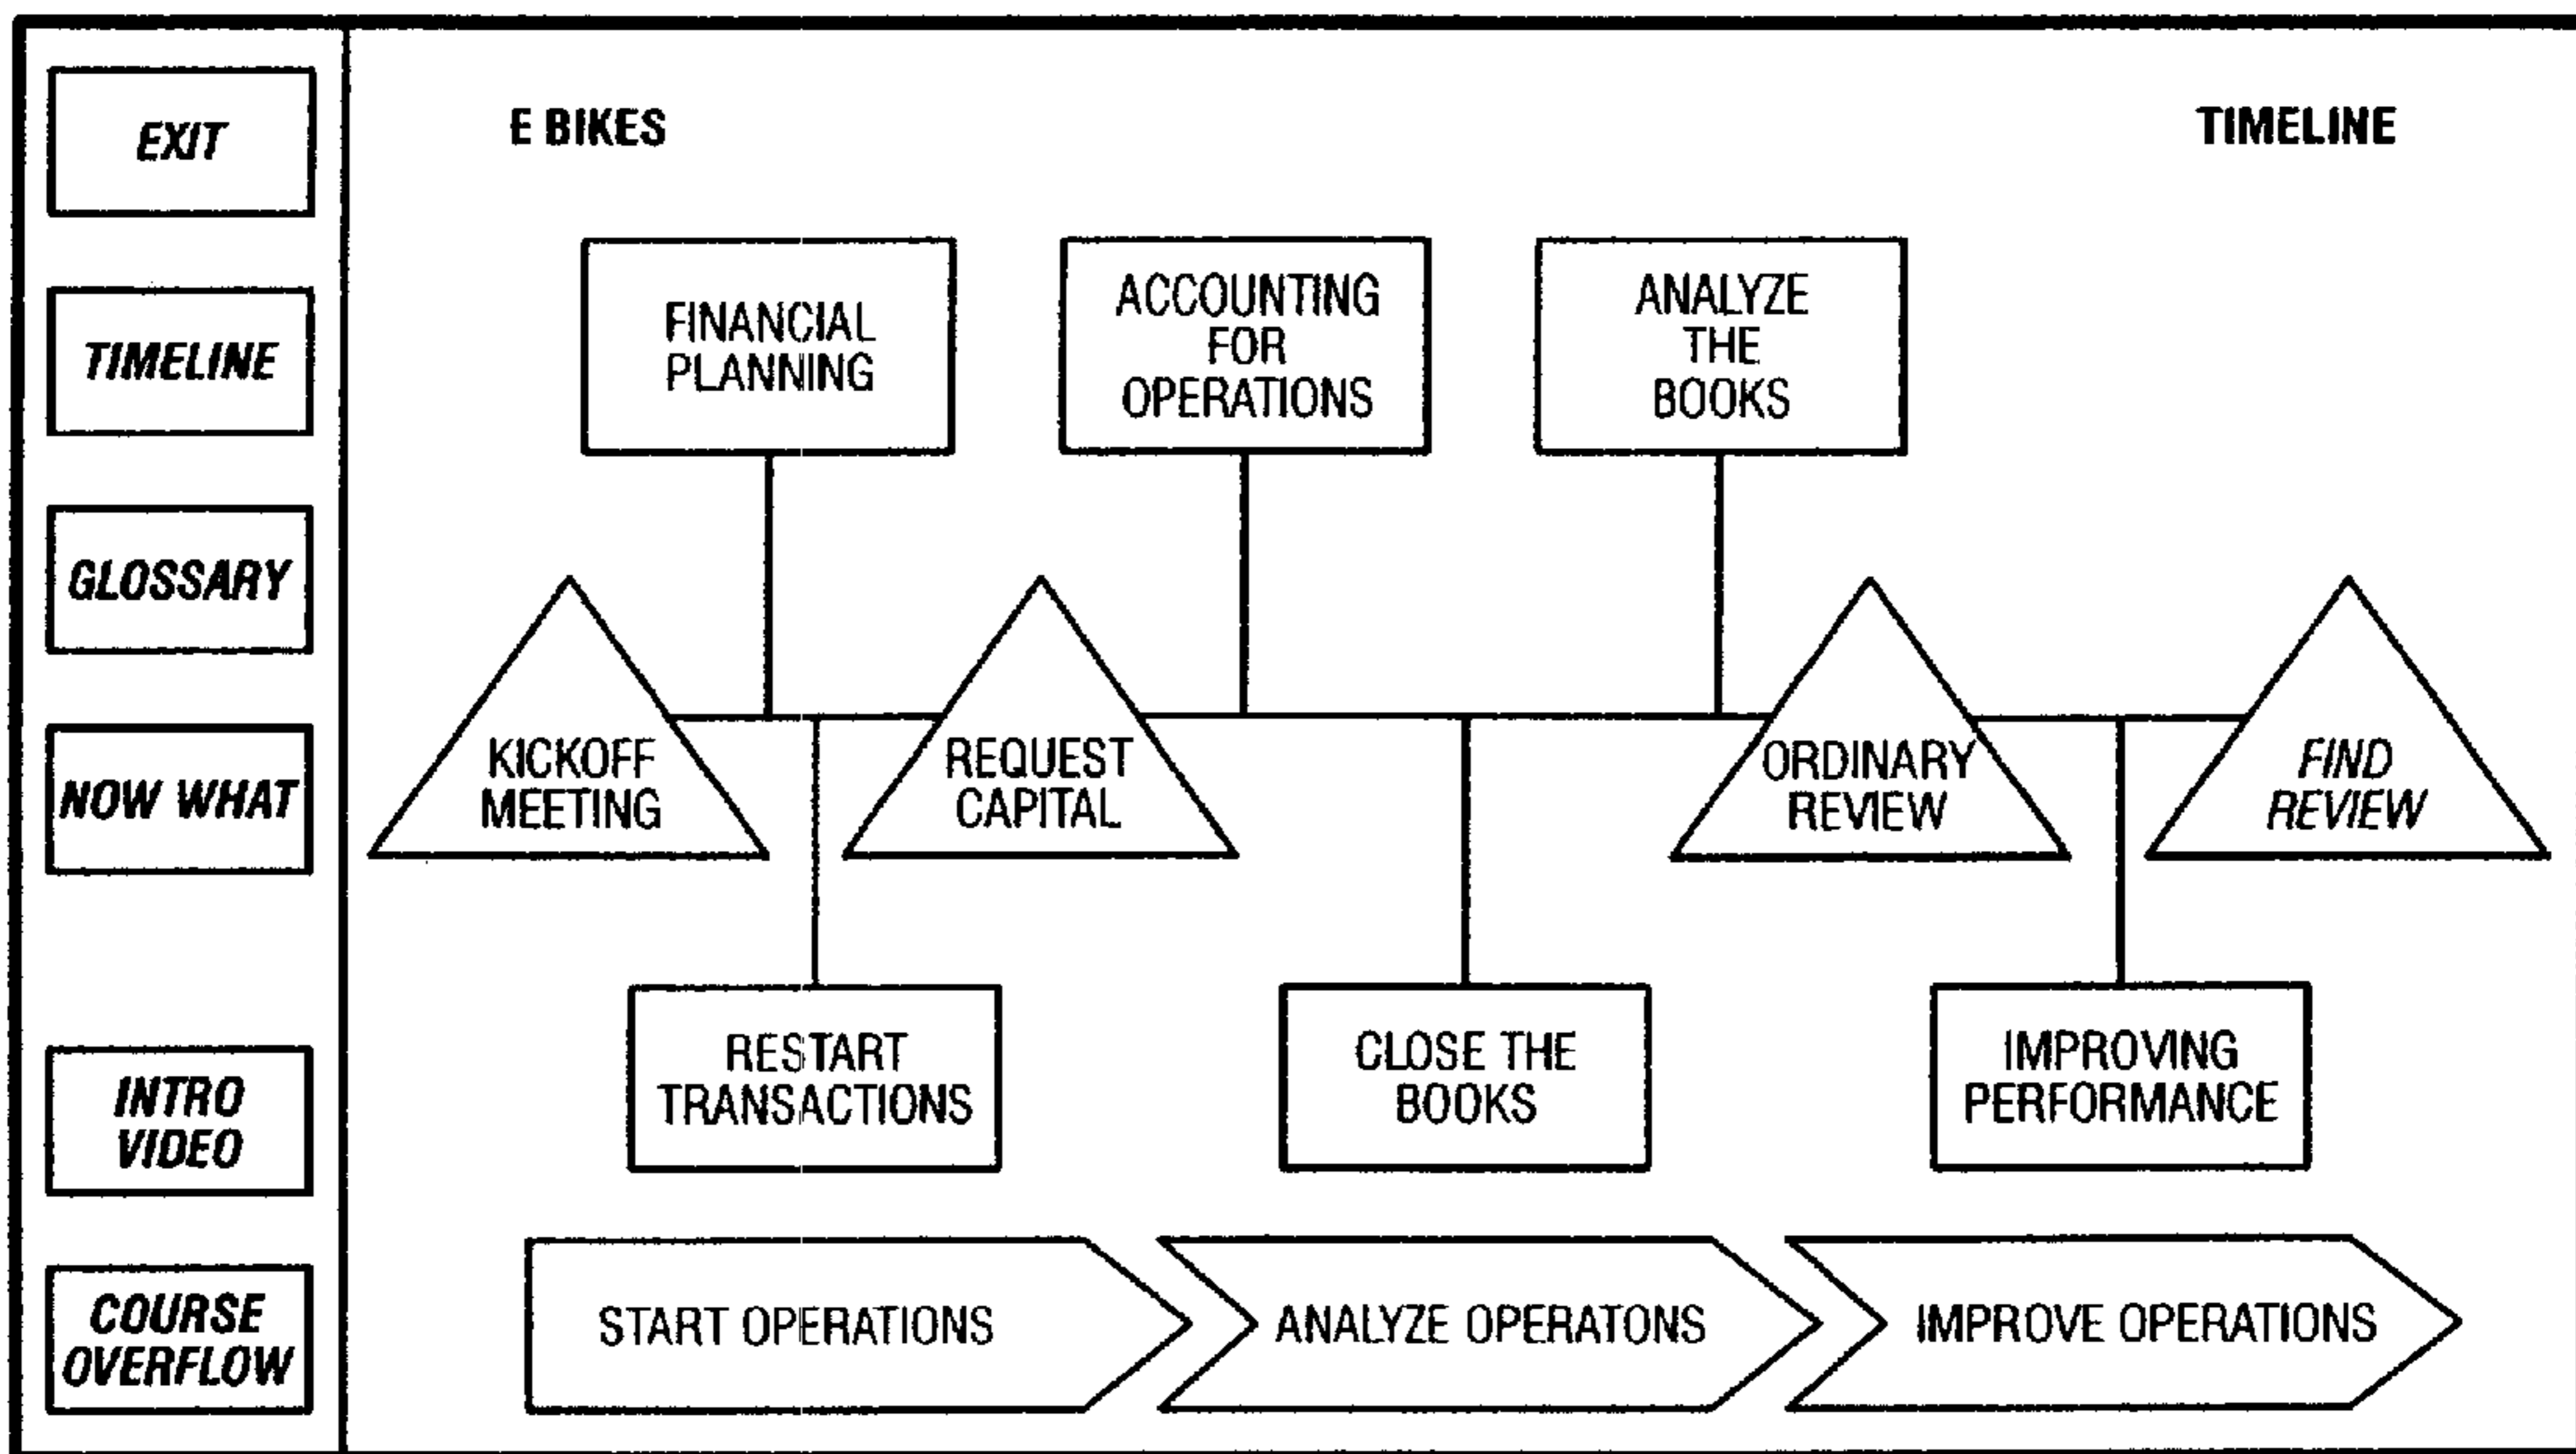 EXIT
TIMELINE
GLOSSARY
NOW WHAT
INTRO
VIDEO
COURSE
OVERFLOW
E BIKES
TIMELINE
FINANCIAL
PLANNING
ACCOUNTING
FOR
OPERATIONS
ANALYZE
THE
BOOKS
KICKOFF
MEETING
REQUEST
CAPITAL
ORDINARY
REVIEW
FIND
REVIEW
RESTART
TRANSACTIONS
CLOSE THE
BOOKS
IMPROVING
PERFORMANCE
START OPERATIONS
ANALYZE OPERATONS
IMPROVE OPERATIONS